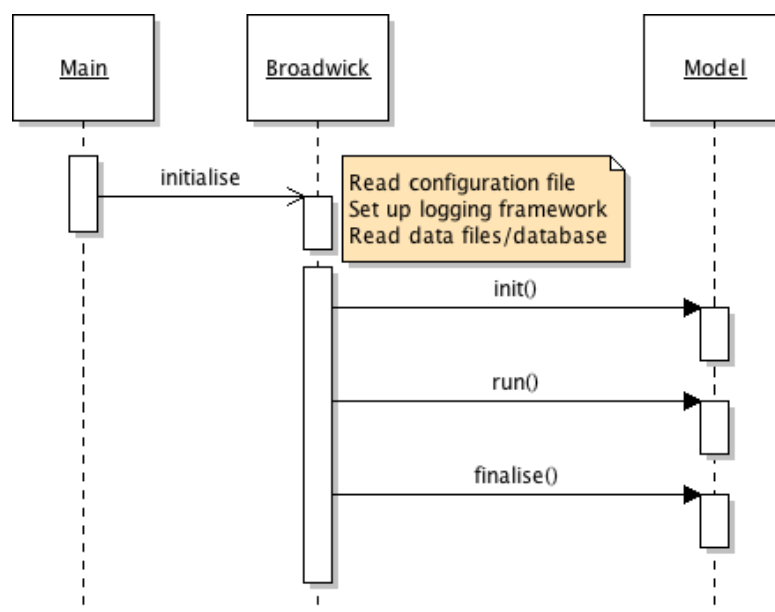 Main
Broadwick
Model
initialise
Read configuration file
Set up logging framework
Read data files/database
init()
run()
finalise()